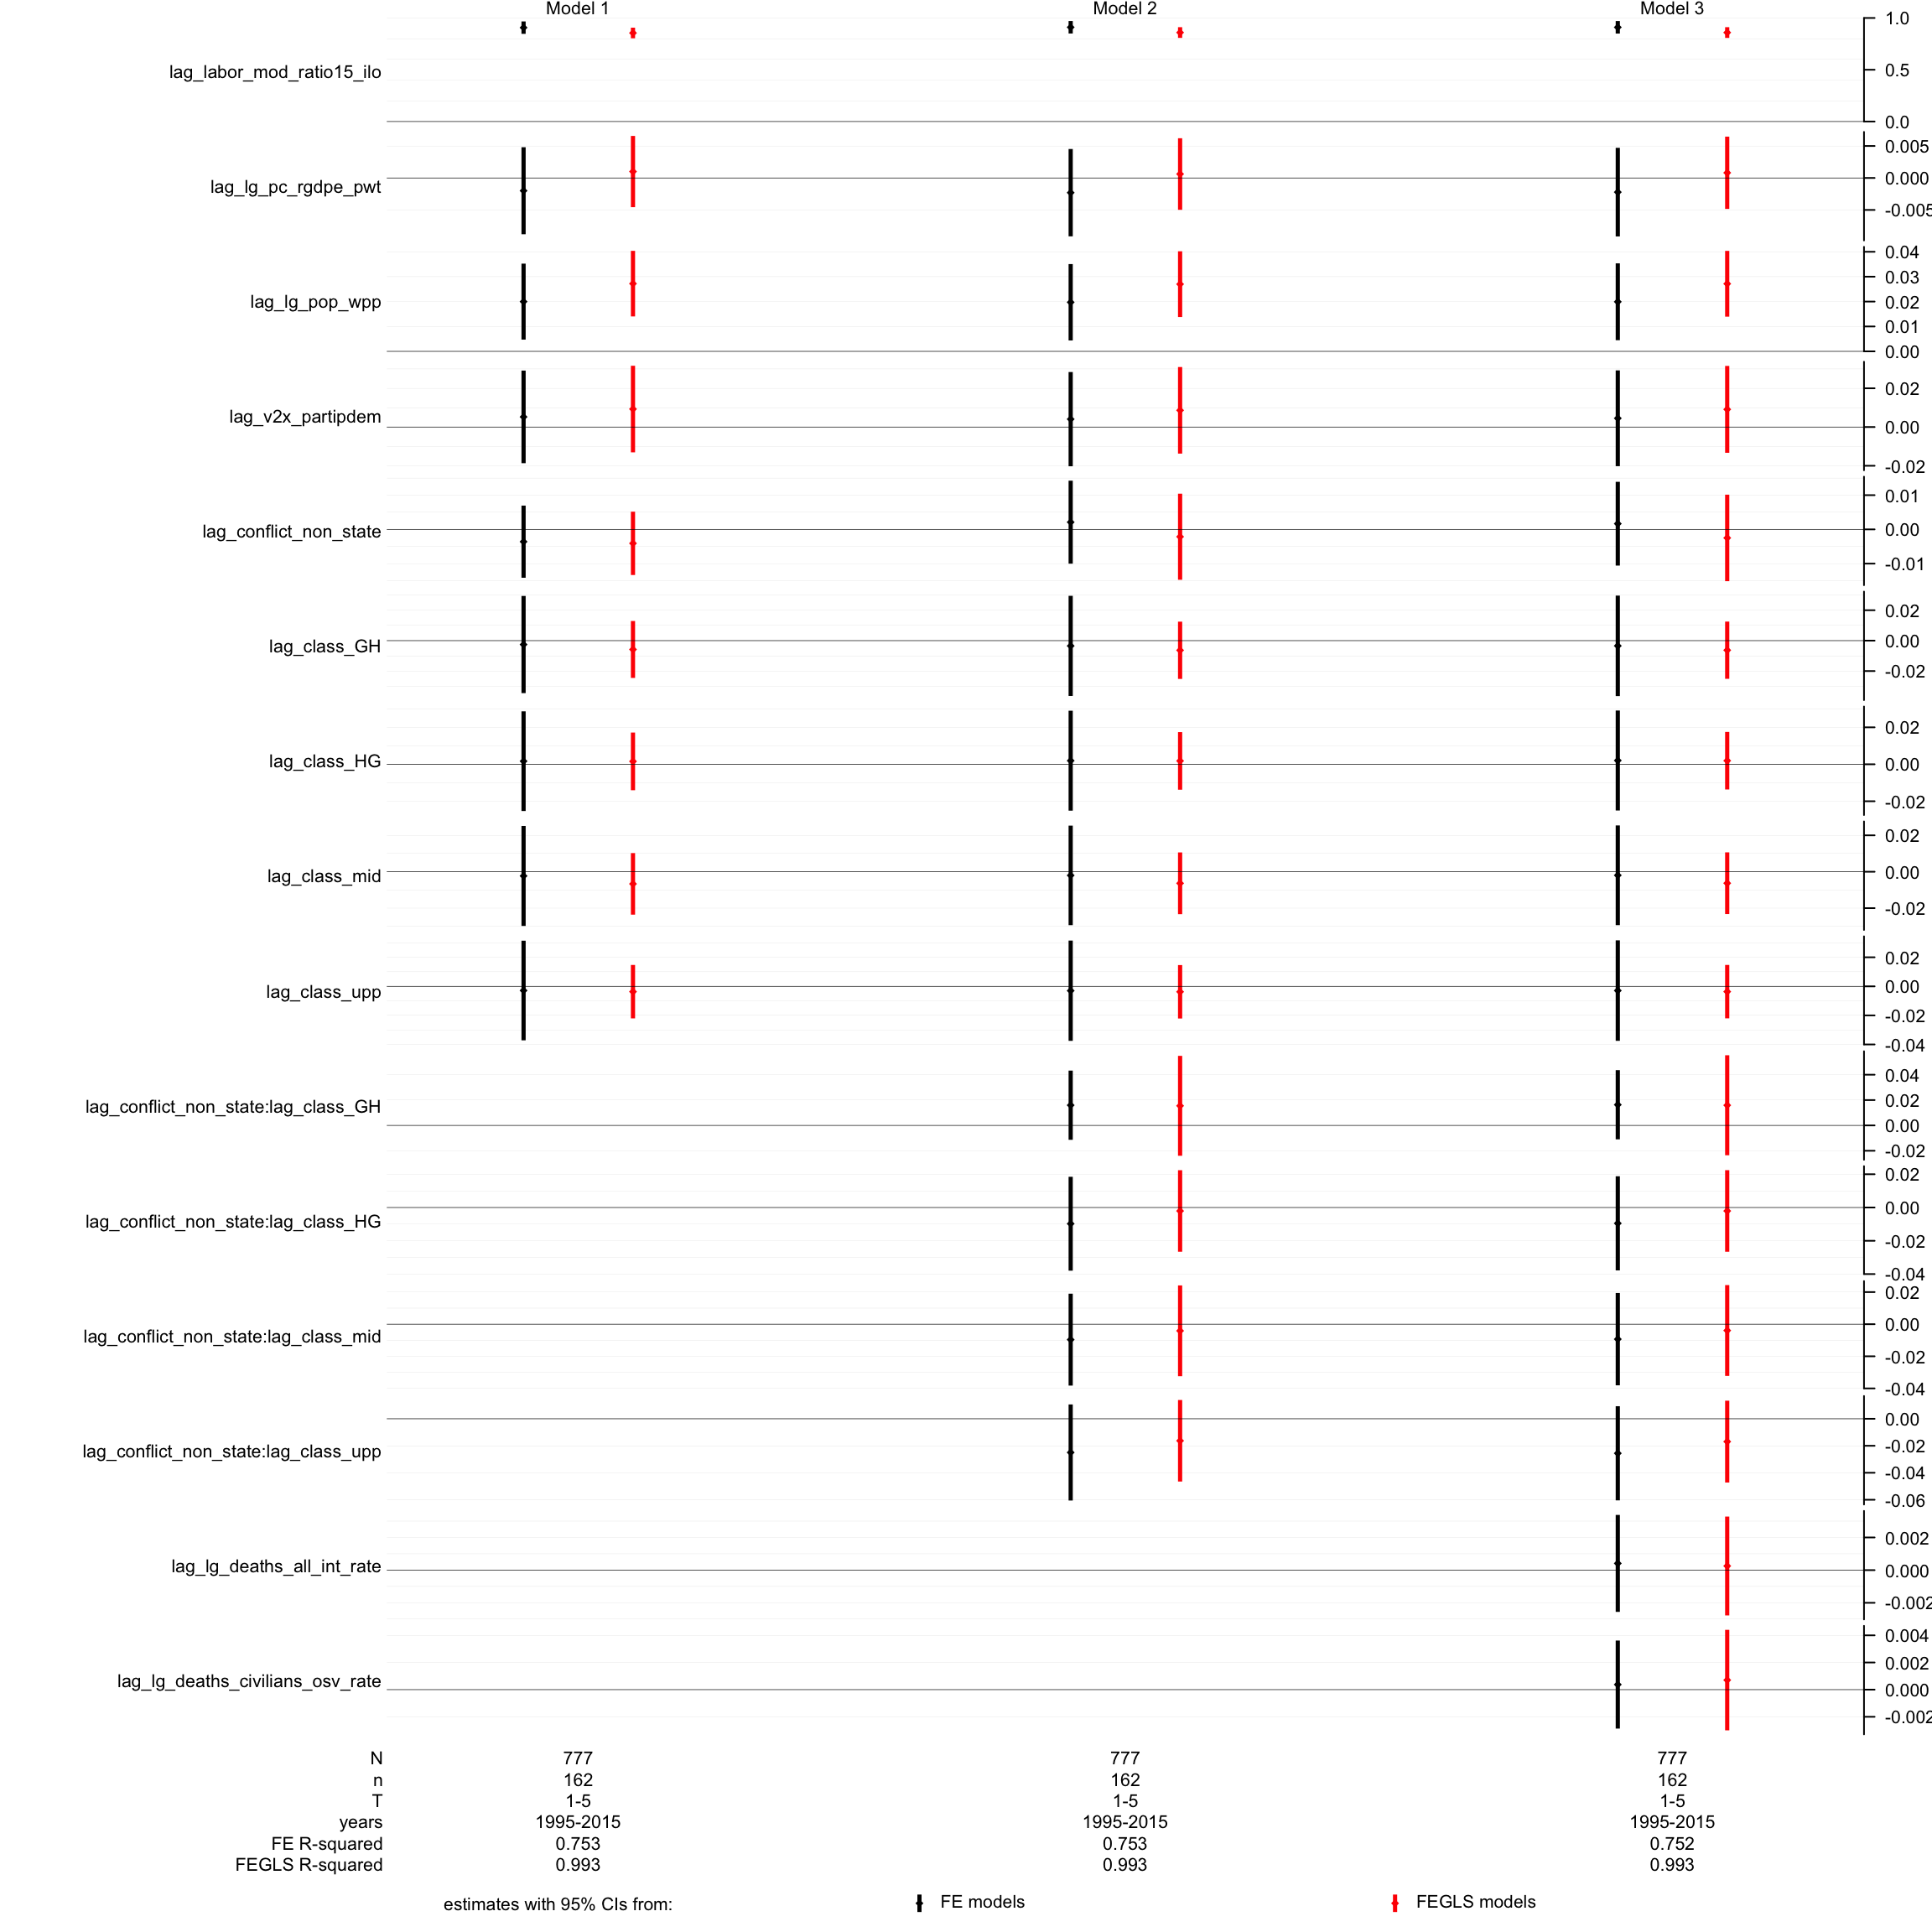 Model 1 Model 2 Model 3
lag_labor_mod_ratio15_ilo
1.0
0.5
0.0
lag_lg_pc_rgdpe_pwt
0.005
0.000
-0.005
lag_lg_pop_wpp
0.04
0.03
0.02
0.01
0.00
lag_v2x_partipdem
0.02
0.00
-0.02
lag_conflict_non_state
0.01
0.00
-0.01
lag_class_GH
0.02
0.00
-0.02
lag_class_HG
0.02
0.00
-0.02
lag_class_mid
0.02
0.00
-0.02
lag_class_upp
0.02
0.00
-0.02
-0.04
lag_conflict_non_state:lag_class_GH
0.04
0.02
0.00
-0.02
lag_conflict_non_state:lag_class_HG
0.02
0.00
-0.02
-0.04
lag_conflict_non_state:lag_class_mid
0.02
0.00
-0.02
-0.04
lag_conflict_non_state:lag_class_upp
0.00
-0.02
-0.04
-0.06
lag_lg_deaths_all_int_rate
0.002
0.000
-0.002
lag_lg_deaths_civilians_osv_rate
0.004
0.002
0.000
-0.002
N 777 777 777
n 162 162 162
T 1-5 1-5 1-5
years 1995-2015 1995-2015 1995-2015
FE R-squared 0.753 0.753 0.752
FEGLS R-squared 0.993 0.993 0.993
estimates with 95% CIs from: FE models FEGLS models